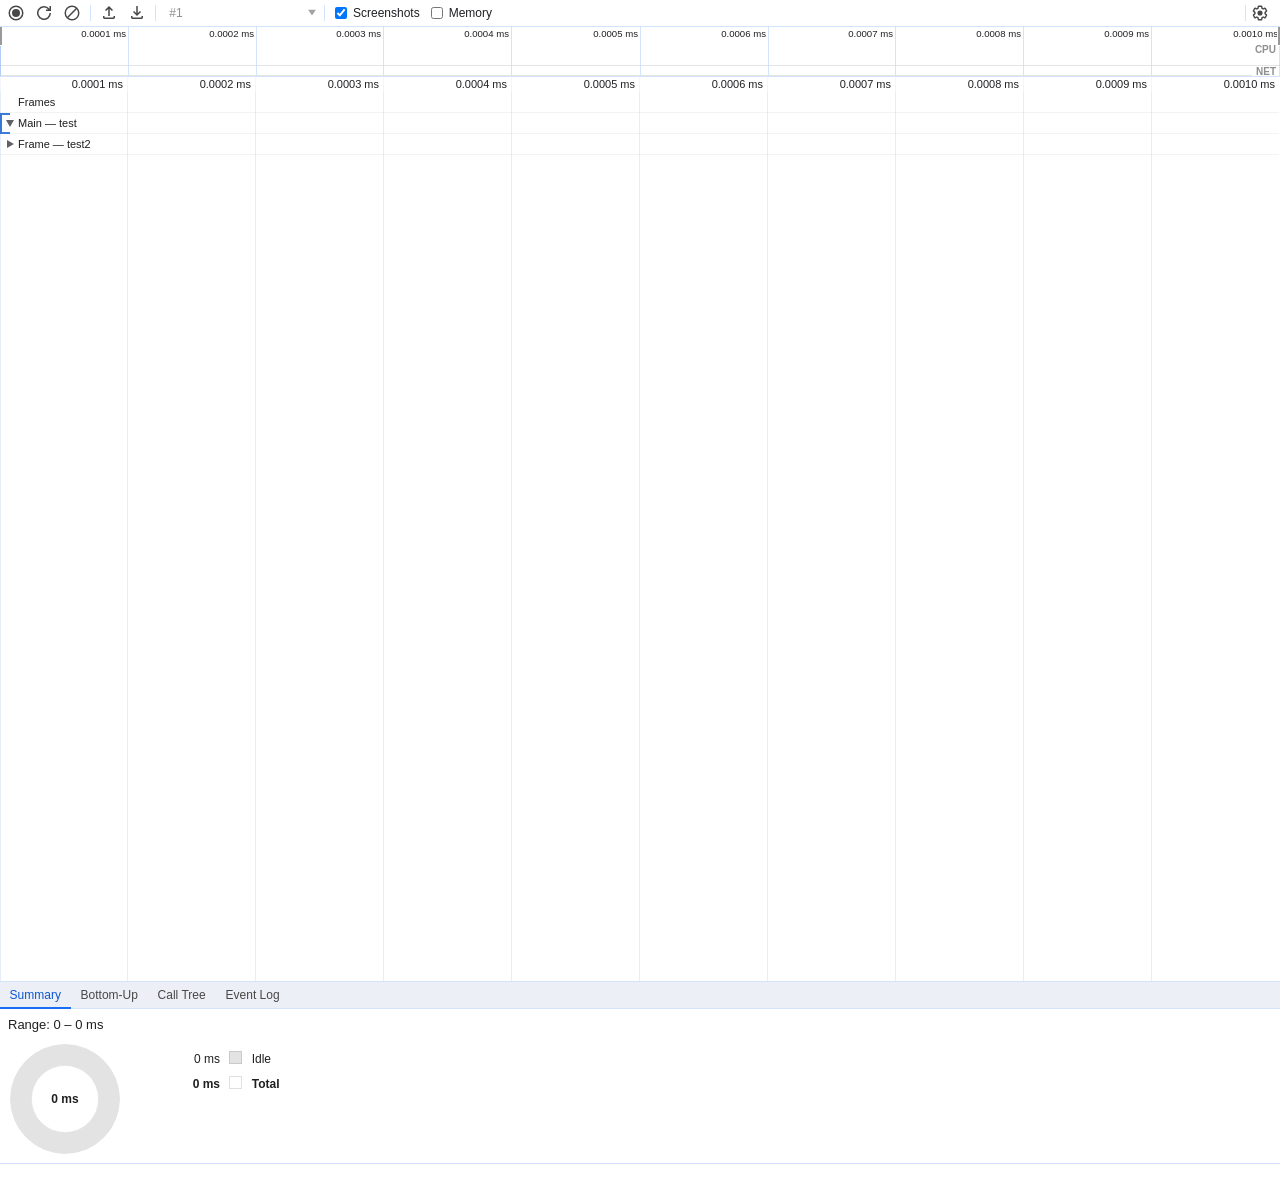 #1 Screenshots Memory
0.0001 ms 0.0002 ms 0.0003 ms 0.0004 ms 0.0005 ms 0.0006 ms 0.0007 ms 0.0008 ms 0.0009 ms 0.0010 ms
CPU
NET
0.0001 ms 0.0002 ms 0.0003 ms 0.0004 ms 0.0005 ms 0.0006 ms 0.0007 ms 0.0008 ms 0.0009 ms 0.0010 ms
Frames
Main — test
Frame — test2
Summary Bottom-Up Call Tree Event Log
Range: 0 – 0 ms
0 ms Idle
0 ms Total
0 ms